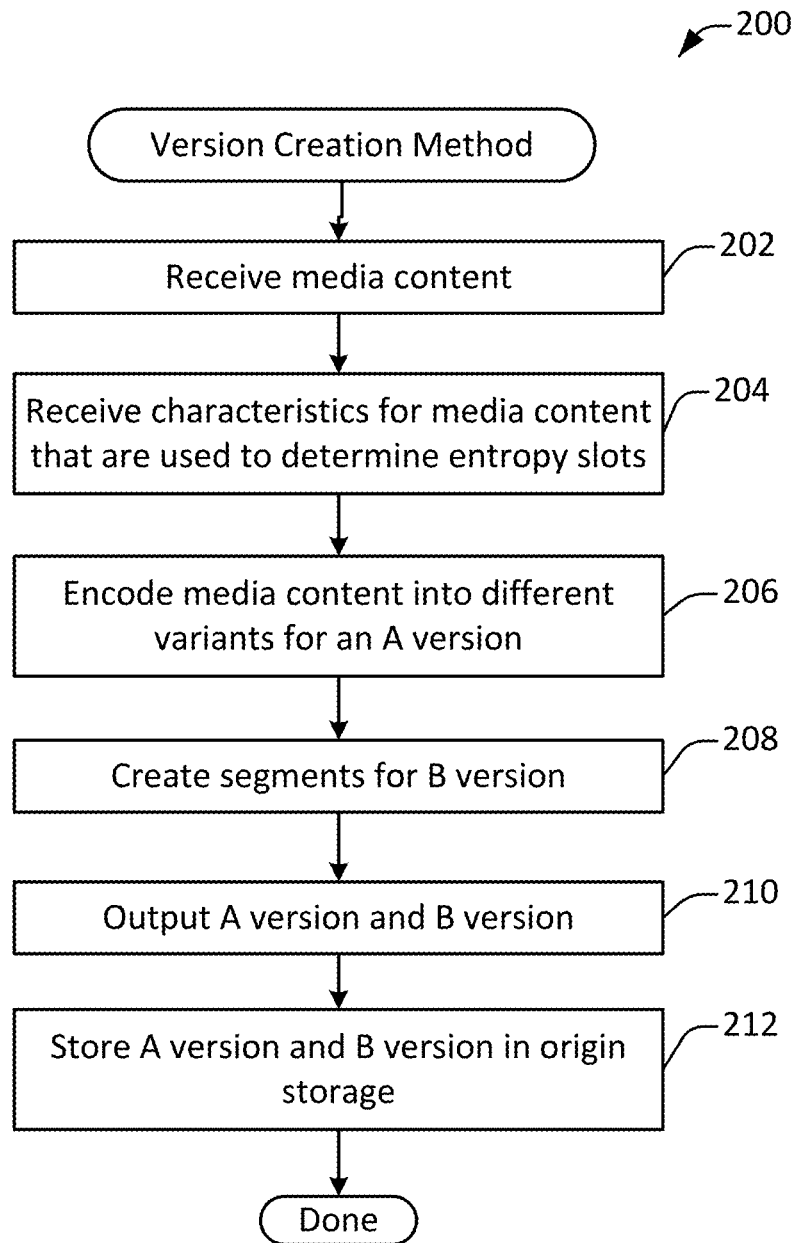 200
Version Creation Method
202
Receive media content
204
Receive characteristics for media content
that are used to determine entropy slots
206
Encode media content into different
variants for an A version
208
Create segments for B version
210
Output A version and B version
212
Store A version and B version in origin
storage
Done